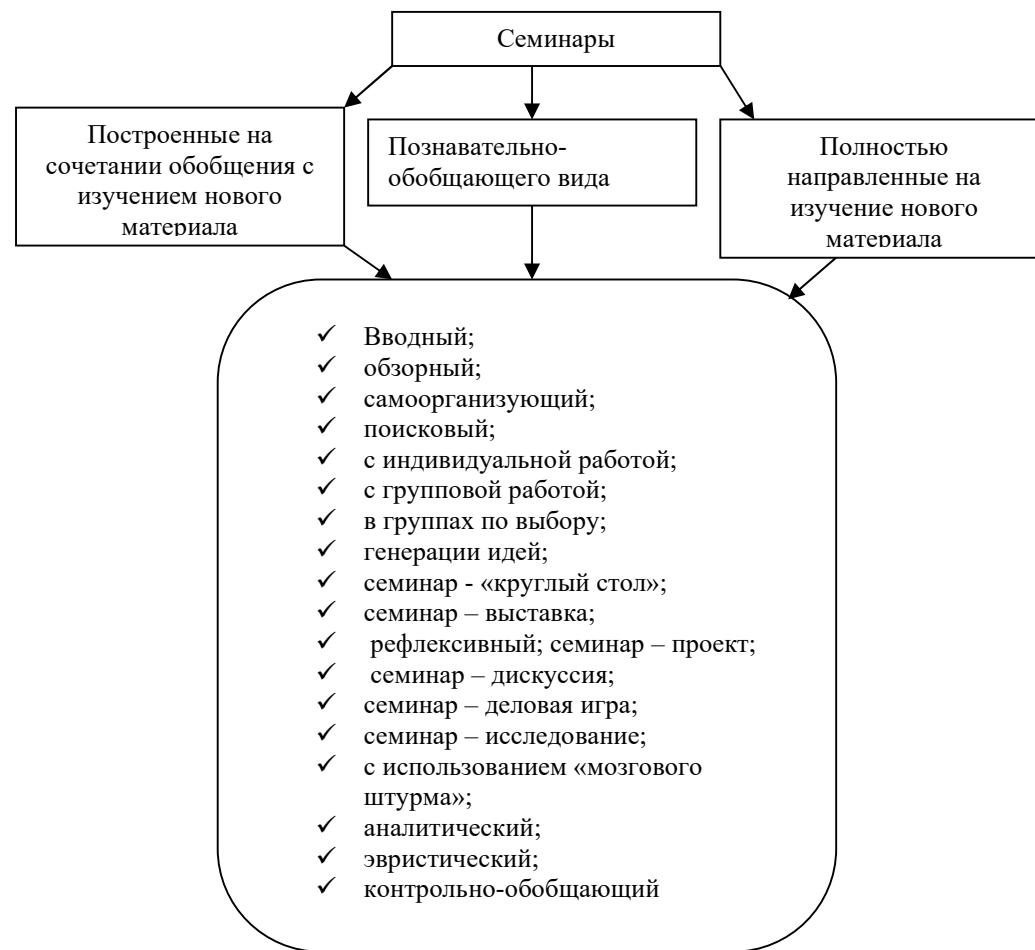 Семинары
Построенные на
сочетании обобщения с
изучением нового
материала
Познавательно-
обобщающего вида
Полностью
направленные на
изучение нового
материала
✓ Вводный;
✓ обзорный;
✓ самоорганизующий;
✓ поисковый;
✓ с индивидуальной работой;
✓ с групповой работой;
✓ в группах по выбору;
✓ генерации идей;
✓ семинар - «круглый стол»;
✓ семинар – выставка;
✓ рефлексивный; семинар – проект;
✓ семинар – дискуссия;
✓ семинар – деловая игра;
✓ семинар – исследование;
✓ с использованием «мозгового
штурма»;
✓ аналитический;
✓ эвристический;
✓ контрольно-обобщающий